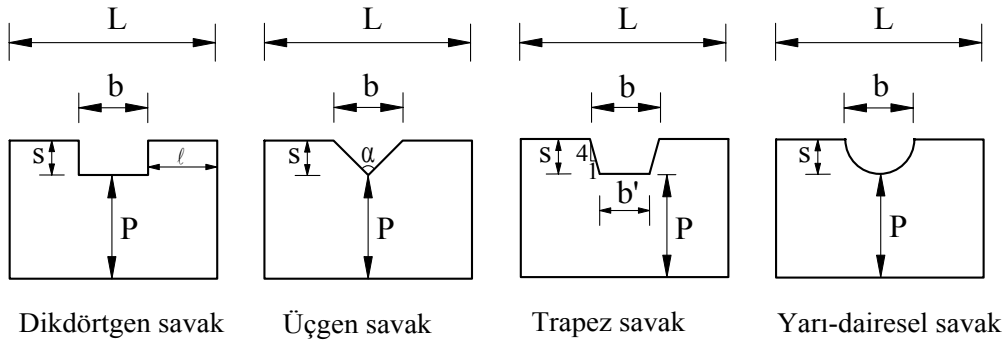 L L L L
b b b b
s ℓ s α s 4 1 s
b'
P P P P
Dikdörtgen savak Üçgen savak Trapez savak Yarı-dairesel savak